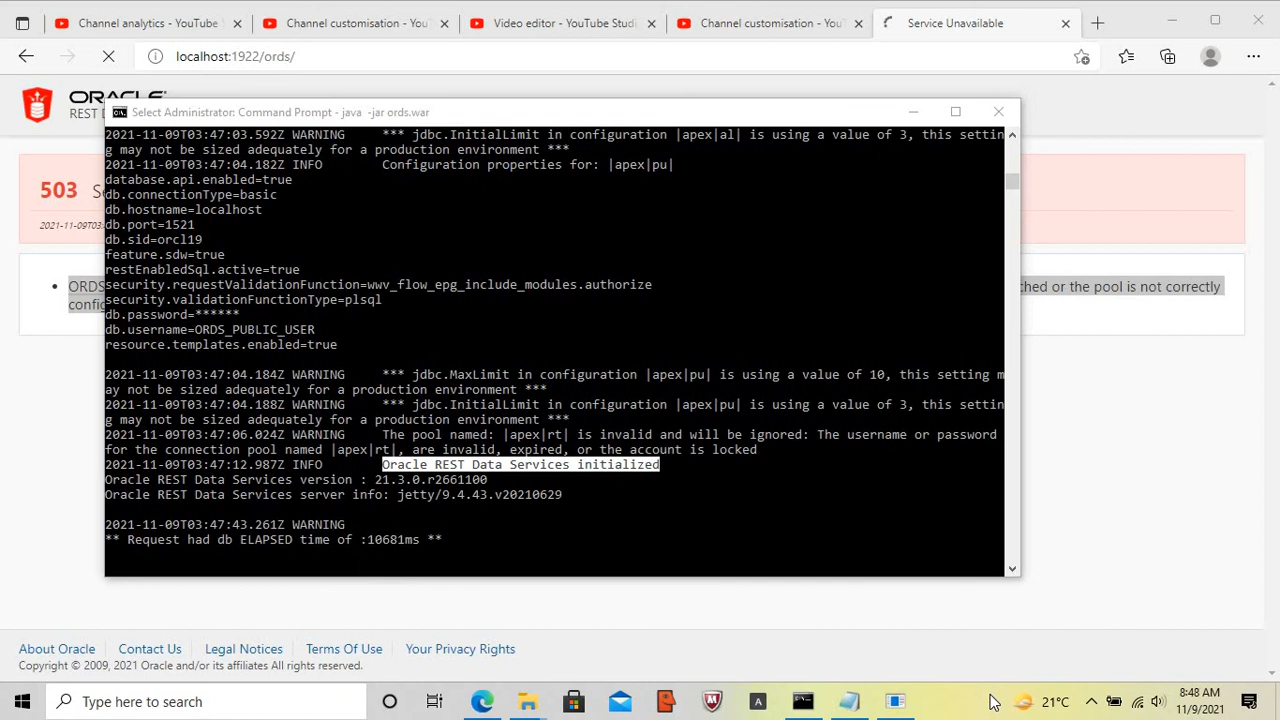 Channel analytics - YouTube
Channel customisation - You
Video editor - YouTube Studi
Channel customisation - You
Service Unavailable
localhost:1922/ords/
ORACLE
REST D
Select Administrator: Command Prompt - java -jar ords.war
2021-11-09T03:47:03.592Z WARNING *** jdbc.InitialLimit in configuration |apex|al| is using a value of 3, this settin
g may not be sized adequately for a production environment ***
2021-11-09T03:47:04.182Z INFO Configuration properties for: |apex|pu|
database.api.enabled=true
db.connectionType=basic
db.hostname=localhost
db.port=1521
db.sid=orcl19
feature.sdw=true
restEnabledSql.active=true
security.requestValidationFunction=wwv_flow_epg_include_modules.authorize
security.validationFunctionType=plsql
db.password=******
db.username=ORDS_PUBLIC_USER
resource.templates.enabled=true
2021-11-09T03:47:04.184Z WARNING *** jdbc.MaxLimit in configuration |apex|pu| is using a value of 10, this setting m
ay not be sized adequately for a production environment ***
2021-11-09T03:47:04.188Z WARNING *** jdbc.InitialLimit in configuration |apex|pu| is using a value of 3, this settin
g may not be sized adequately for a production environment ***
2021-11-09T03:47:06.024Z WARNING The pool named: |apex|rt| is invalid and will be ignored: The username or password
for the connection pool named |apex|rt|, are invalid, expired, or the account is locked
2021-11-09T03:47:12.987Z INFO Oracle REST Data Services initialized
Oracle REST Data Services version : 21.3.0.r2661100
Oracle REST Data Services server info: jetty/9.4.43.v20210629
2021-11-09T03:47:43.261Z WARNING
** Request had db ELAPSED time of :10681ms **
503 Se
2021-11-09T03:
ORDS
config
ched or the pool is not correctly
About Oracle Contact Us Legal Notices Terms Of Use Your Privacy Rights
Copyright © 2009, 2021 Oracle and/or its affiliates All rights reserved.
Type here to search
21°C
8:48 AM
11/9/2021